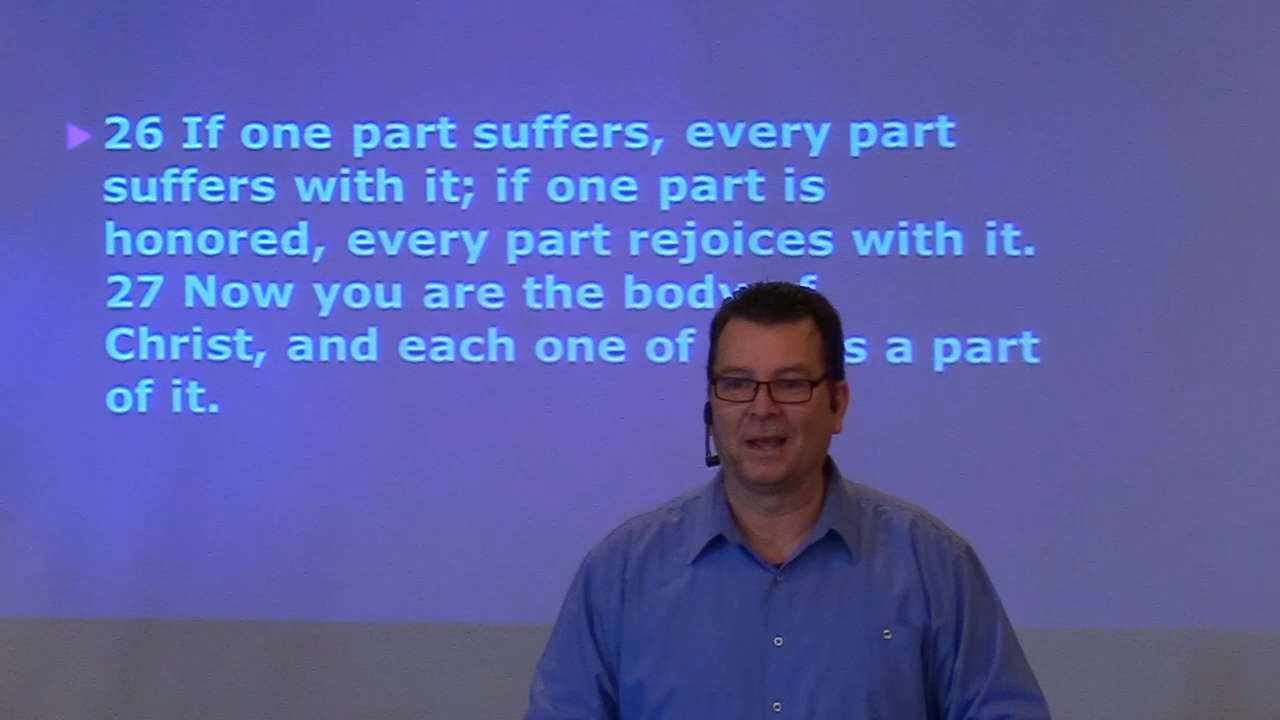 26 If one part suffers, every part
suffers with it; if one part is
honored, every part rejoices with it.
27 Now you are the body of
Christ, and each one of a part
of it.